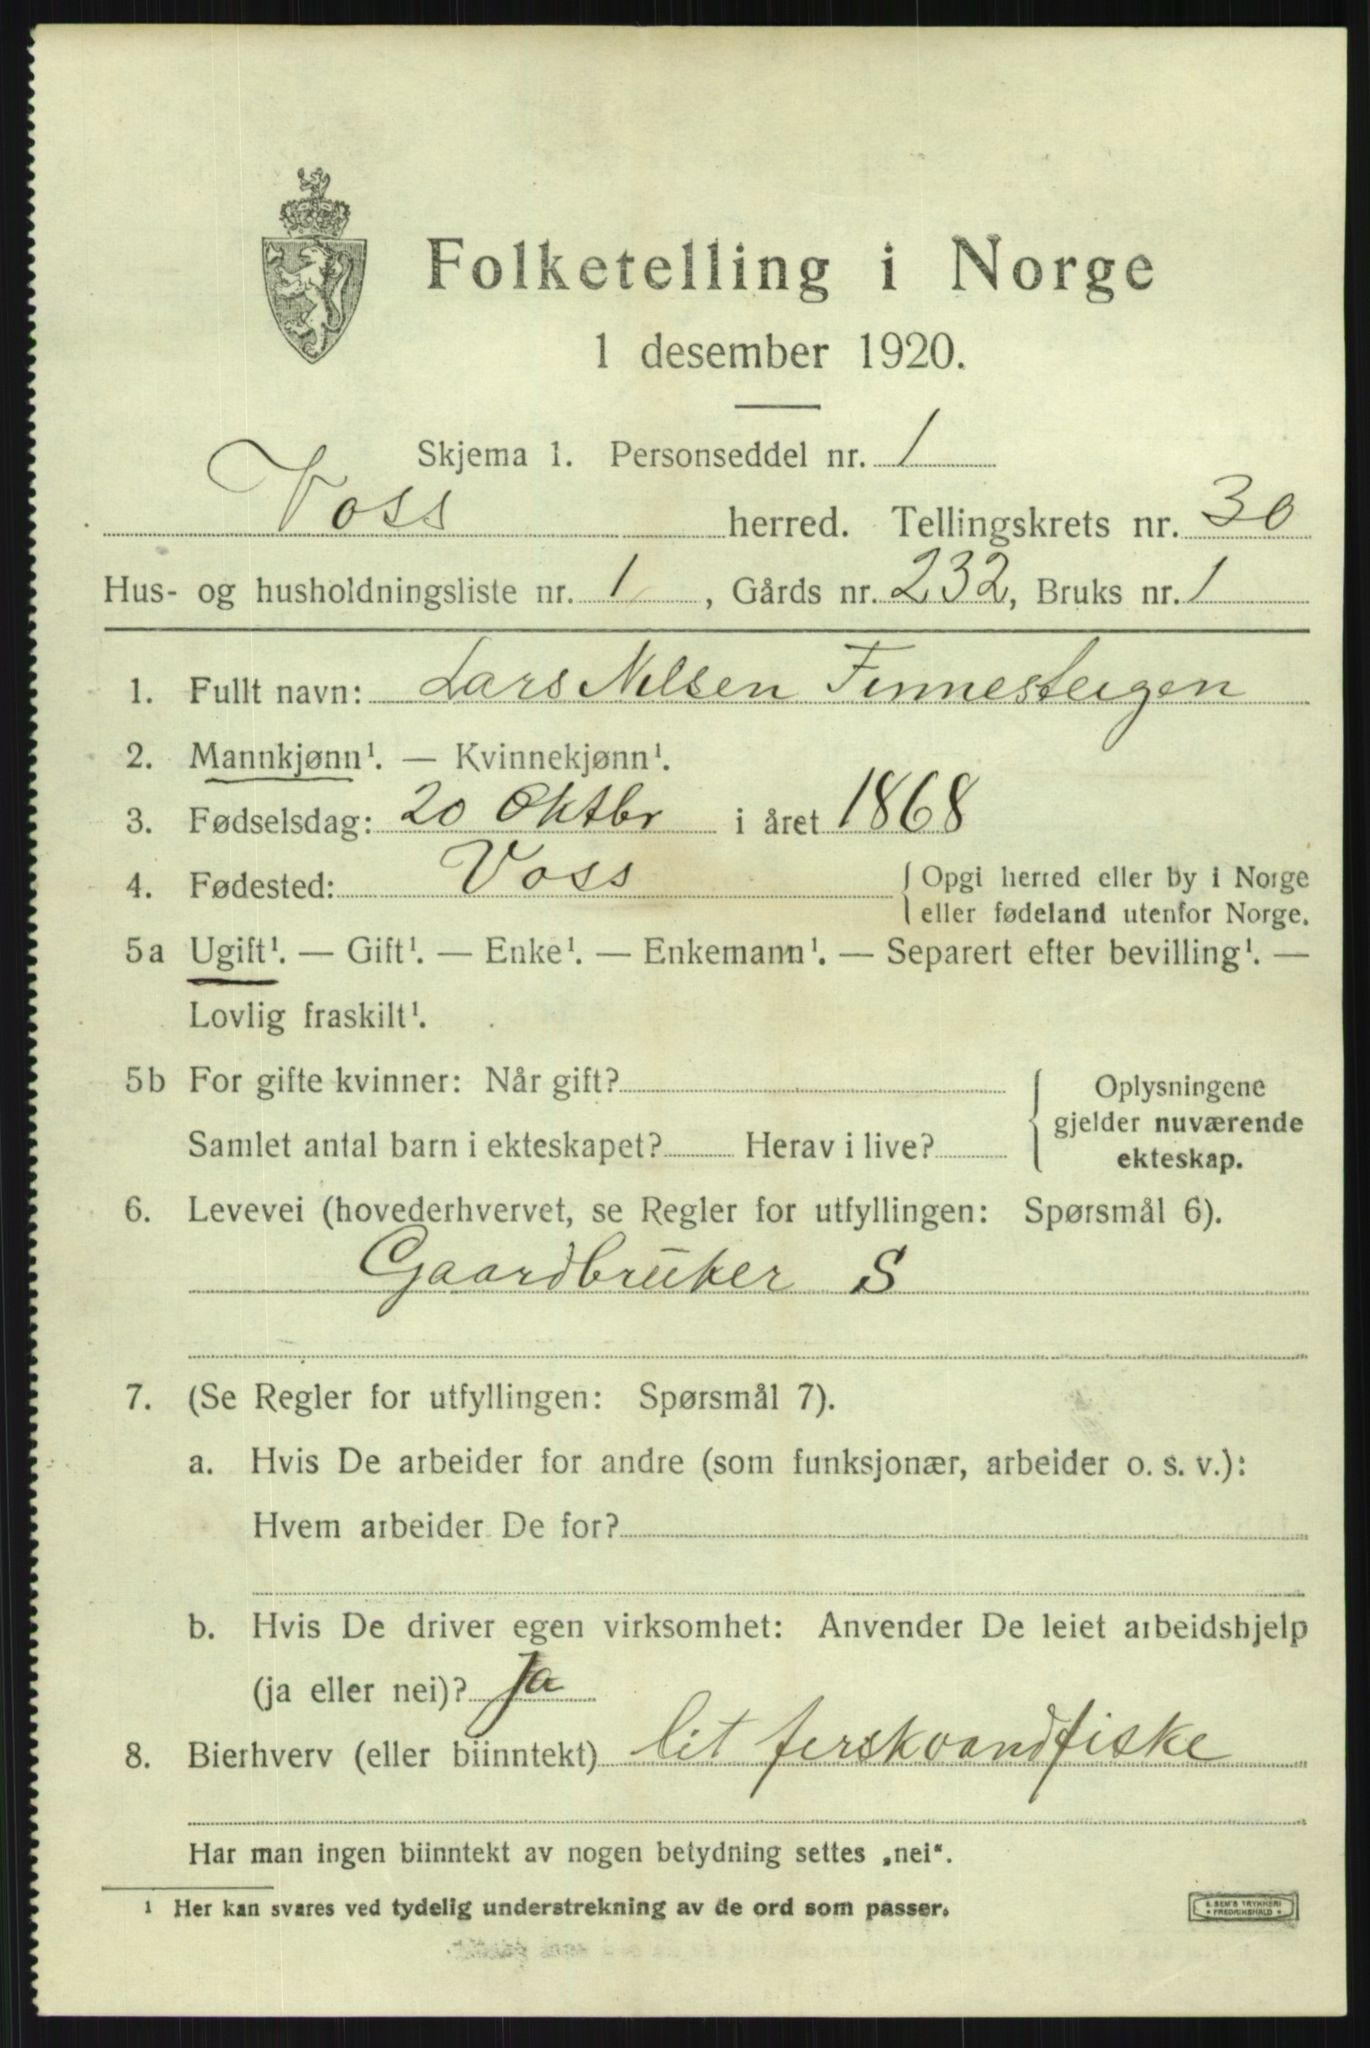 Folketelling i Norge
1 desember 1920.
Skjema 1. Personseddel nr. 1
Voss herred. Tellingskrets nr. 30
Hus- og husholdningsliste nr. 1, Gårds nr. 232, Bruks nr. 1
1. Fullt navn: Lars Nilsen Finnesteigen
2. Mannkjønn¹. — Kvinnekjønn¹.
3. Fødselsdag: 20 Oktbr i året 1868
4. Fødested: Voss { Opgi herred eller by i Norge
eller fødeland utenfor Norge.
5a Ugift¹. — Gift¹. — Enke¹. — Enkemann¹. — Separert efter bevilling¹. —
Lovlig fraskilt¹.
5b For gifte kvinner: Når gift?
Samlet antal barn i ekteskapet? Herav i live?
Oplysningene
gjelder nuværende
ekteskap.
6. Levevei (hovederhvervet, se Regler for utfyllingen: Spørsmål 6).
Gaardbruker S
7. (Se Regler for utfyllingen: Spørsmål 7).
a. Hvis De arbeider for andre (som funksjonær, arbeider o. s. v.):
Hvem arbeider De for?
b. Hvis De driver egen virksomhet: Anvender De leiet arbeidshjelp
(ja eller nei)? Ja
8. Bierhverv (eller biinntekt) lit ferskvandfiske
Har man ingen biinntekt av nogen betydning settes „nei“.
¹ Her kan svares ved tydelig understrekning av de ord som passer.
E. SEM'S TRYKKERI
* FREDRIKSHALD *